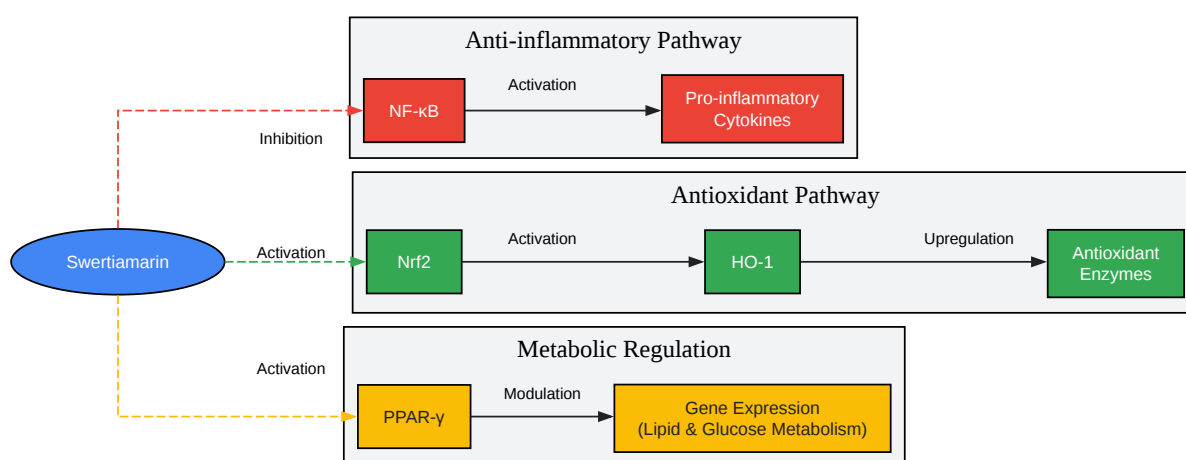 Anti-inflammatory Pathway
NF-κB
Activation
Pro-inflammatory
Cytokines
Inhibition
Antioxidant Pathway
Swertiamarin
Activation
Nrf2
Activation
HO-1
Upregulation
Antioxidant
Enzymes
Metabolic Regulation
Activation
PPAR-γ
Modulation
Gene Expression
(Lipid & Glucose Metabolism)